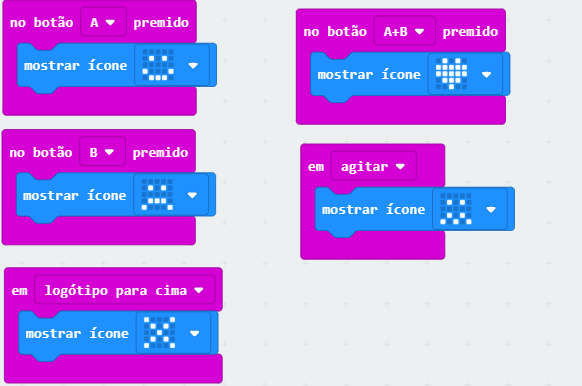 no botão A premido
mostrar ícone
no botão A+B premido
mostrar ícone
no botão B premido
mostrar ícone
em agitar
mostrar ícone
em logótipo para cima
mostrar ícone